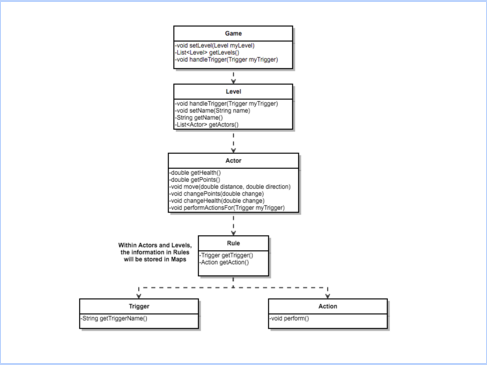 Game
-void setLevel(Level myLevel)
-List<Level> getLevels()
-void handleTrigger(Trigger myTrigger)
Level
-void handleTrigger(Trigger myTrigger)
-void setName(String name)
-String getName()
-List<Actor> getActors()
Actor
-double getHealth()
-double getPoints()
-void move(double distance, double direction)
-void changePoints(double change)
-void changeHealth(double change)
-void performActionsFor(Trigger myTrigger)
Within Actors and Levels,
the information in Rules
will be stored in Maps
Rule
-Trigger getTrigger()
-Action getAction()
Trigger
-String getTriggerName()
Action
-void perform()